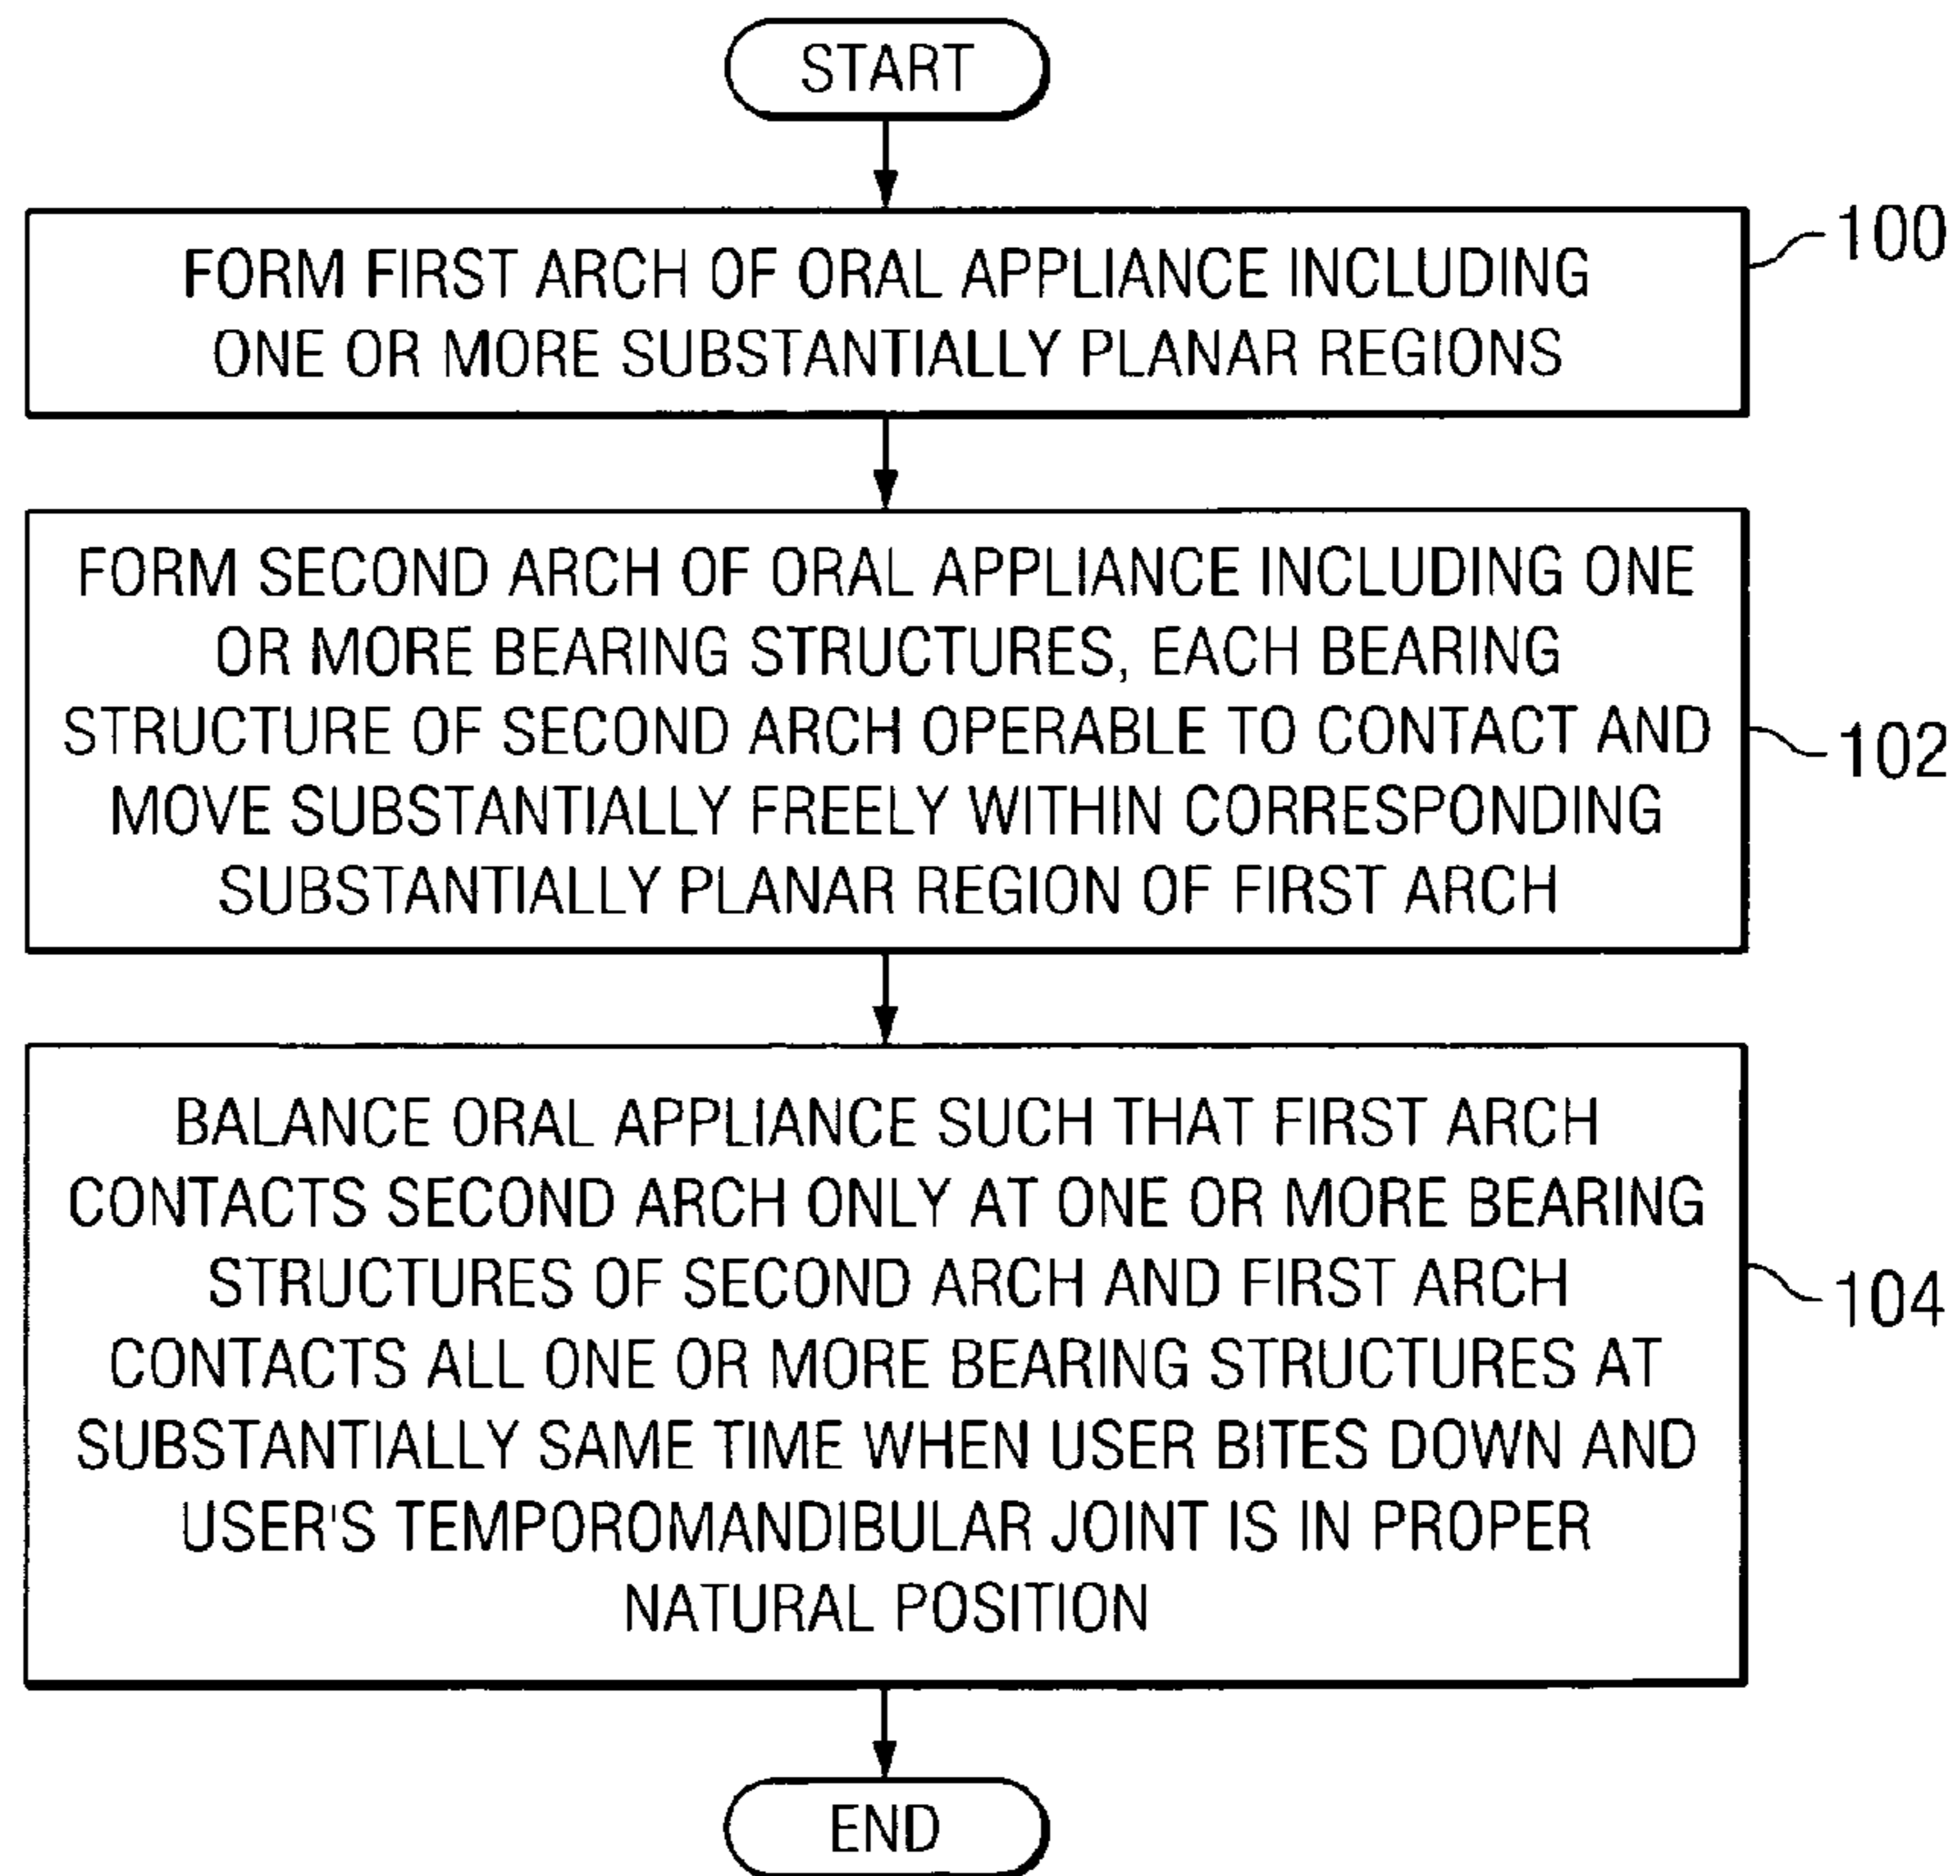 START
FORM FIRST ARCH OF ORAL APPLIANCE INCLUDING
ONE OR MORE SUBSTANTIALLY PLANAR REGIONS
100
FORM SECOND ARCH OF ORAL APPLIANCE INCLUDING ONE
OR MORE BEARING STRUCTURES, EACH BEARING
STRUCTURE OF SECOND ARCH OPERABLE TO CONTACT AND
MOVE SUBSTANTIALLY FREELY WITHIN CORRESPONDING
SUBSTANTIALLY PLANAR REGION OF FIRST ARCH
102
BALANCE ORAL APPLIANCE SUCH THAT FIRST ARCH
CONTACTS SECOND ARCH ONLY AT ONE OR MORE BEARING
STRUCTURES OF SECOND ARCH AND FIRST ARCH
CONTACTS ALL ONE OR MORE BEARING STRUCTURES AT
SUBSTANTIALLY SAME TIME WHEN USER BITES DOWN AND
USER'S TEMPOROMANDIBULAR JOINT IS IN PROPER
NATURAL POSITION
104
END